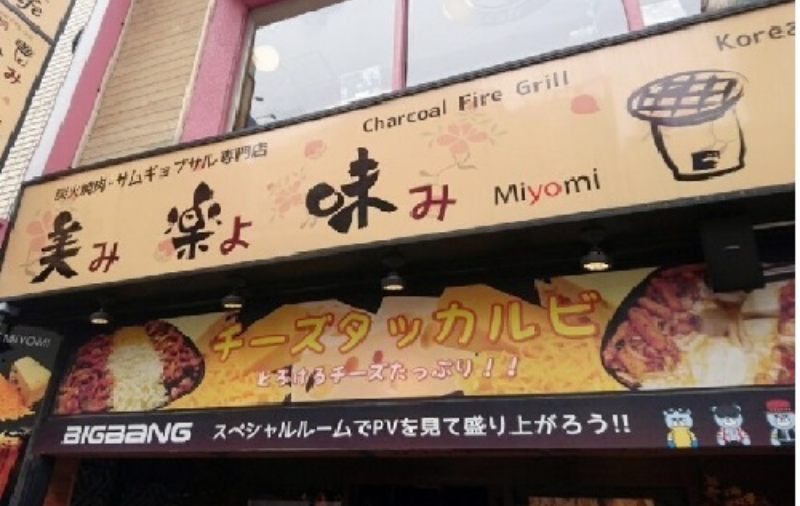 fe
み
Korea
Charcoal Fire Grill
炭火焼肉・サムギョプサル専門店
美み 楽よ 味み Miyomi
MIYOMI
チーズタッカルビ
とろけるチーズたっぷり！！
BIGBANG スペシャルルームでPVを見て盛り上がろう!!